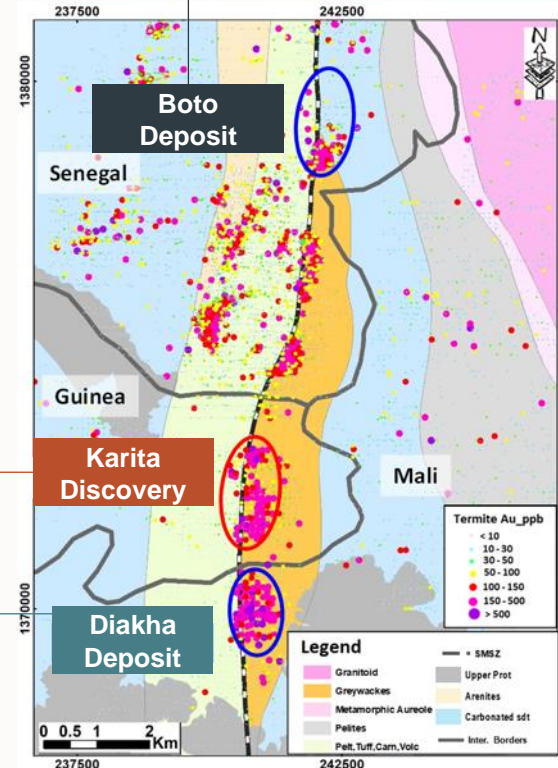 237500
242500
N
1380000
Boto
Deposit
Senegal
Guinea
Karita
Discovery
Mali
Termite Au_ppb
< 10
10 - 30
30 - 50
50 - 100
100 - 150
150 - 500
> 500
1370000
Diakha
Deposit
Legend
Granitoid
Greywackes
Metamorphic Aureole
Pelites
Pelt,Tuff,Carn,Volc
SMSZ
Upper Prot
Arenites
Carbonated sdt
Inter. Borders
0 0.5 1 2
Km
237500
242500